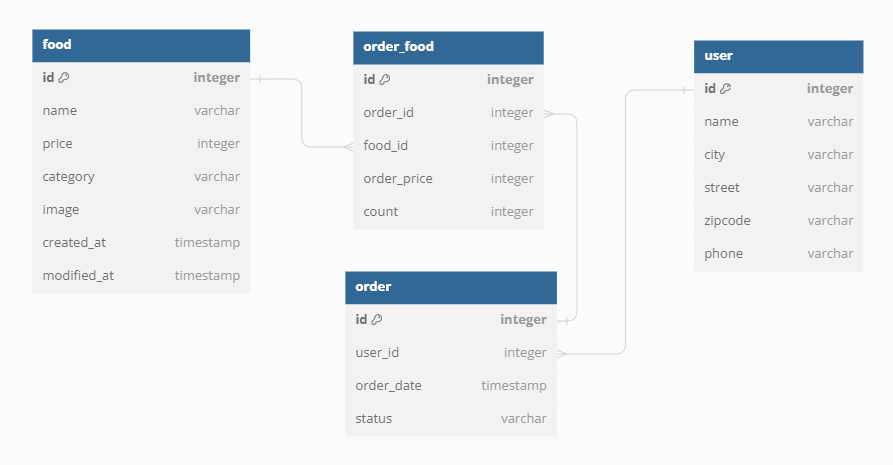 food
id integer
name varchar
price integer
category varchar
image varchar
created_at timestamp
modified_at timestamp
order_food
id integer
order_id integer
food_id integer
order_price integer
count integer
user
id integer
name varchar
city varchar
street varchar
zipcode varchar
phone varchar
order
id integer
user_id integer
order_date timestamp
status varchar